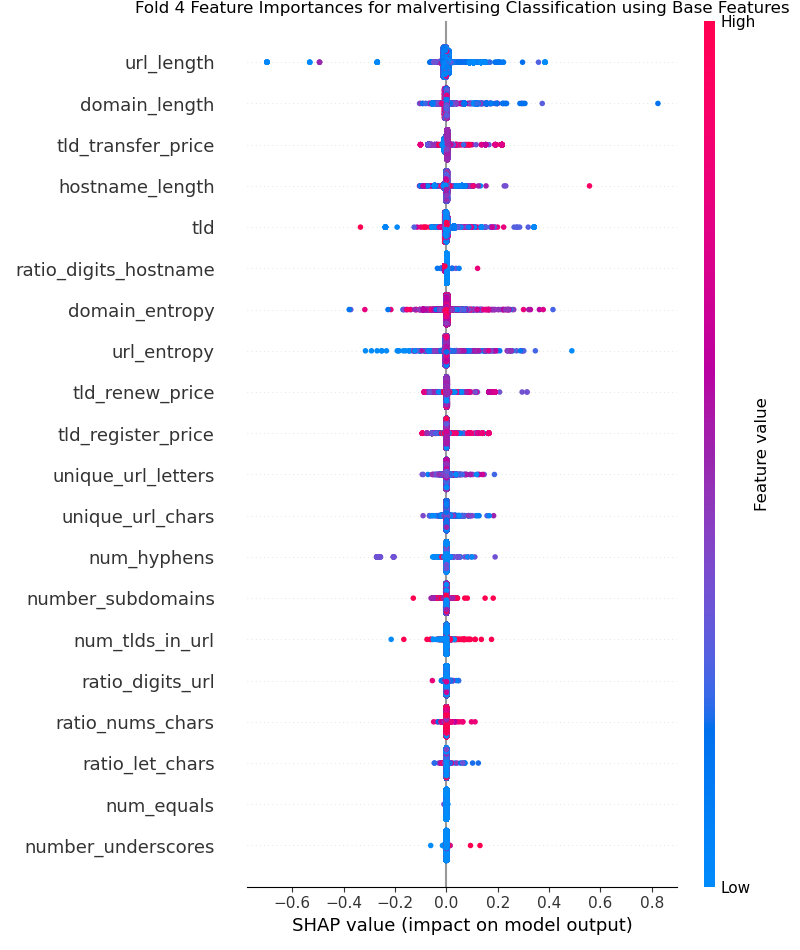 Fold 4 Feature Importances for malvertising Classification using Base Features
High
url_length
domain_length
tld_transfer_price
hostname_length
tld
ratio_digits_hostname
domain_entropy
url_entropy
tld_renew_price
tld_register_price
unique_url_letters
unique_url_chars
num_hyphens
number_subdomains
num_tlds_in_url
ratio_digits_url
ratio_nums_chars
ratio_let_chars
num_equals
number_underscores
Feature value
Low
−0.6 −0.4 −0.2 0.0 0.2 0.4 0.6 0.8
SHAP value (impact on model output)